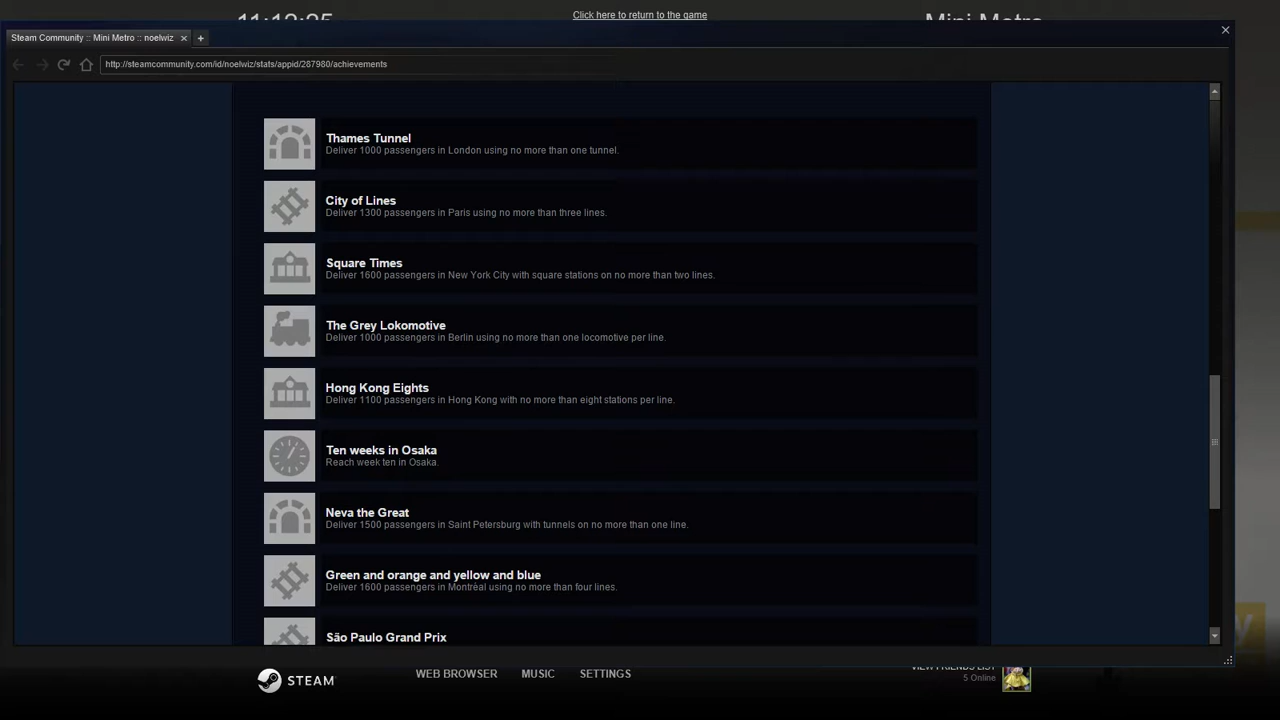 Click here to return to the game
Steam Community :: Mini Metro :: noelwiz
http://steamcommunity.com/id/noelwiz/stats/appid/287980/achievements
Thames Tunnel
Deliver 1000 passengers in London using no more than one tunnel.
City of Lines
Deliver 1300 passengers in Paris using no more than three lines.
Square Times
Deliver 1600 passengers in New York City with square stations on no more than two lines.
The Grey Lokomotive
Deliver 1000 passengers in Berlin using no more than one locomotive per line.
Hong Kong Eights
Deliver 1100 passengers in Hong Kong with no more than eight stations per line.
Ten weeks in Osaka
Reach week ten in Osaka.
Neva the Great
Deliver 1500 passengers in Saint Petersburg with tunnels on no more than one line.
Green and orange and yellow and blue
Deliver 1600 passengers in Montréal using no more than four lines.
São Paulo Grand Prix
VIEW FRIENDS LIST
STEAM WEB BROWSER MUSIC SETTINGS 5 Online